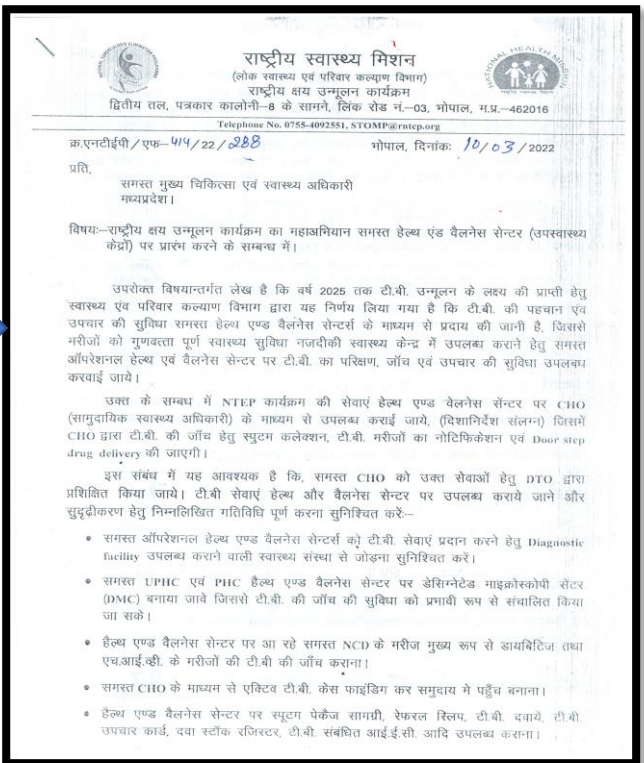 राष्ट्रीय स्वास्थ्य मिशन
(लोक स्वास्थ्य एवं परिवार कल्याण विभाग)
राष्ट्रीय क्षय उन्मूलन कार्यक्रम
द्वितीय तल, पत्रकार कालोनी–8 के सामने, लिंक रोड नं.–03, भोपाल, म.प्र.–462016
NATIONAL HEALTH MISSION
Telephone No. 0755-4092551, STOMP@rntcp.org
क्र.एनटीईपी / एफ– 414/22 / 288 भोपाल, दिनांकः 10/03/2022
प्रति,
समस्त मुख्य चिकित्सा एवं स्वास्थ्य अधिकारी
मध्यप्रदेश।
विषयः–राष्ट्रीय क्षय उन्मूलन कार्यक्रम का महाअभियान समस्त हेल्थ एंड वैलनेस सेन्टर (उपस्वास्थ्य
केंद्रों) पर प्रारंभ करने के सम्बन्ध में।
उपरोक्त विषयान्तर्गत लेख है कि वर्ष 2025 तक टी.बी. उन्मूलन के लक्ष्य की प्राप्ती हेतु
स्वास्थ्य एंव परिवार कल्याण विभाग द्वारा यह निर्णय लिया गया है कि टी.बी. की पहचान एंव
उपचार की सुविधा समस्त हेल्थ एण्ड वैलनेस सेन्टर्स के माध्यम से प्रदाय की जानी है, जिससे
मरीजों को गुणवत्ता पूर्ण स्वास्थ्य सुविधा नजदीकी स्वास्थ्य केन्द्र में उपलब्ध कराने हेतु समस्त
ऑपरेशनल हेल्थ एवं वैलनेस सेन्टर पर टी.बी. का परिक्षण, जाँच एवं उपचार की सुविधा उपलब्ध
करवाई जाये।
उक्त के सम्बध में NTEP कार्यक्रम की सेवाएं हेल्थ एण्ड वेलनेस सेंन्टर पर CHO
(सामुदायिक स्वास्थ्य अधिकारी) के माध्यम से उपलब्ध कराई जाये, (दिशानिर्देश संलग्न) जिसमें
CHO द्वारा टी.बी. की जाँच हेतु स्पुटम कलेक्शन, टी.बी. मरीजों का नोटिफिकेशन एवं Door step
drug delivery की जाएगी।
इस संबंध में यह आवश्यक है कि, समस्त CHO को उक्त सेवाओं हेतु DTO द्वारा
प्रशिक्षित किया जाये। टी.बी सेवाएं हेल्थ और वैलनेस सेन्टर पर उपलब्ध कराये जाने और
सुदृढीकरण हेतु निम्नलिखित गतिविधि पूर्ण करना सुनिश्चित करेंः–
• समस्त ऑपरेशनल हेल्थ एण्ड वैलनेस सेन्टर्स को टी.बी. सेवाएं प्रदान करने हेतु Diagnostic
facility उपलब्ध कराने वाली स्वास्थ्य संस्था से जोड़ना सुनिश्चित करें।
• समस्त UPHC एवं PHC हैल्थ एण्ड वैलनेस सेन्टर पर डेसिग्नेटेड माइक्रोस्कोपी सेंटर
(DMC) बनाया जावे जिससे टी.बी. की जाँच की सुविधा को प्रभावी रूप से संचालित किया
जा सके।
• हैल्थ एण्ड वैलनेस सेन्टर पर आ रहे समस्त NCD के मरीज मुख्य रूप से डायबिटिज तथा
एच.आई.व्ही. के मरीजों की टी.बी की जाँच कराना।
• समस्त CHO के माध्यम से एक्टिव टी.बी. केस फाइंडिग कर समुदाय मे पहुँच बनाना।
• हैल्थ एण्ड वैलनेस सेन्टर पर स्पूटम पेकैज सामग्री, रेफरल स्लिप, टी.बी. दवाये, टी.बी.
उपचार कार्ड, दवा स्टॉक रजिस्टर, टी.बी. संबंधित आई.ई.सी. आदि उपलब्ध कराना।